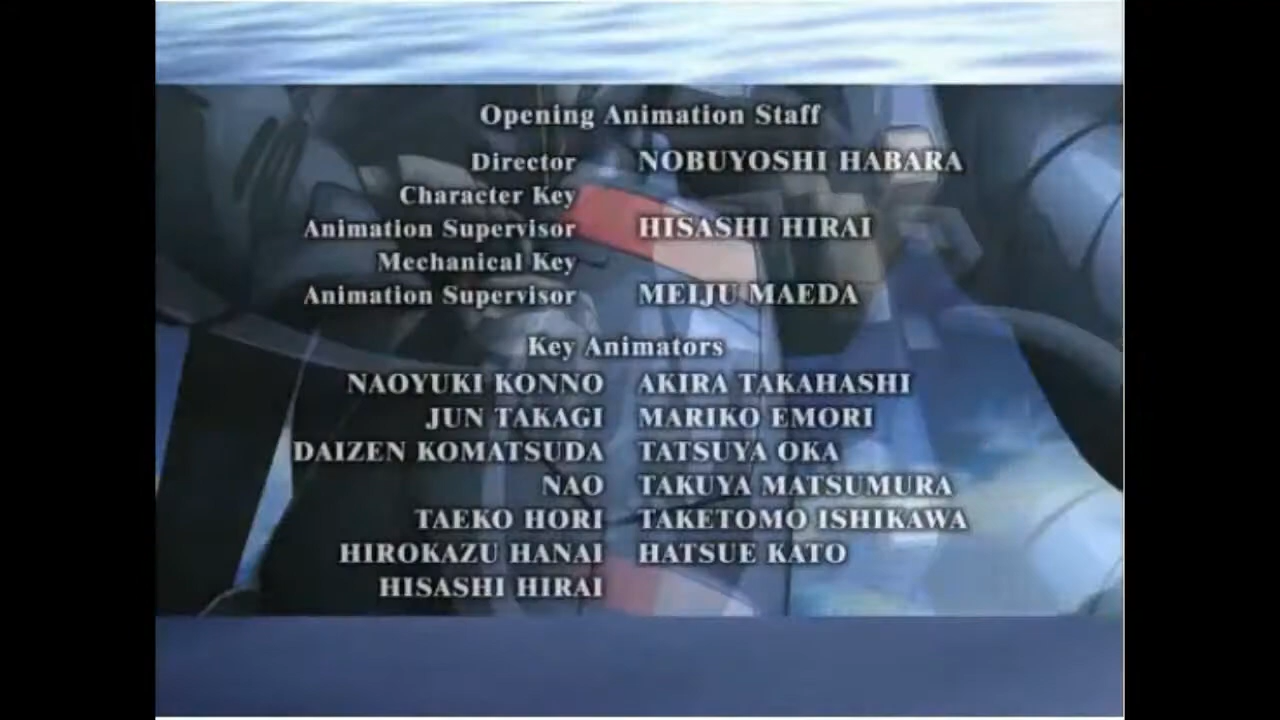 Opening Animation Staff
Director NOBUYOSHI HABARA
Character Key
Animation Supervisor HISASHI HIRAI
Mechanical Key
Animation Supervisor MEIJU MAEDA
Key Animators
NAOYUKI KONNO AKIRA TAKAHASHI
JUN TAKAGI MARIKO EMORI
DAIZEN KOMATSUDA TATSUYA OKA
NAO TAKUYA MATSUMURA
TAEKO HORI TAKETOMO ISHIKAWA
HIROKAZU HANAI HATSUE KATO
HISASHI HIRAI